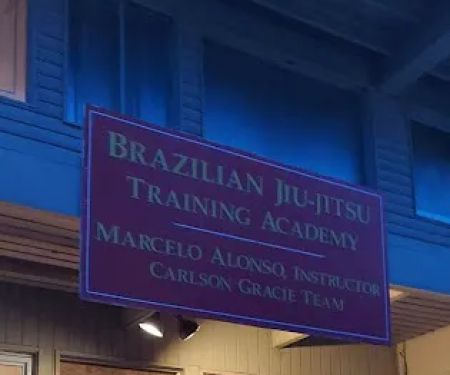 BRAZILIAN JIU-JITSU
TRAINING ACADEMY
MARCELO ALONSO, INSTRUCTOR
CARLSON GRACIE TEAM